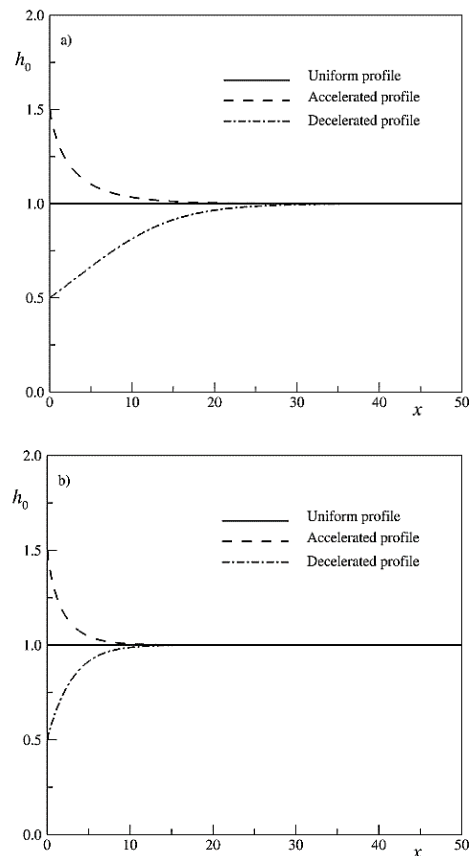 2.0
a)
h₀
Uniform profile
Accelerated profile
Decelerated profile
1.5
1.0
0.5
0.0
0 10 20 30 40 50
x
2.0
b)
h₀
Uniform profile
Accelerated profile
Decelerated profile
1.5
1.0
0.5
0.0
0 10 20 30 40 50
x